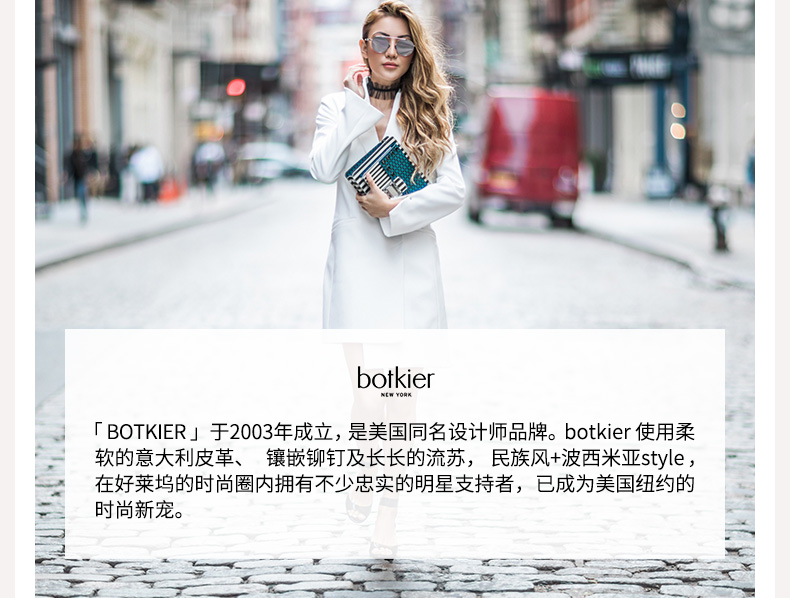 botkier
NEW YORK
「 BOTKIER 」于2003年成立，是美国同名设计师品牌。botkier 使用柔
软的意大利皮革、 镶嵌铆钉及长长的流苏， 民族风+波西米亚style，
在好莱坞的时尚圈内拥有不少忠实的明星支持者，已成为美国纽约的
时尚新宠。